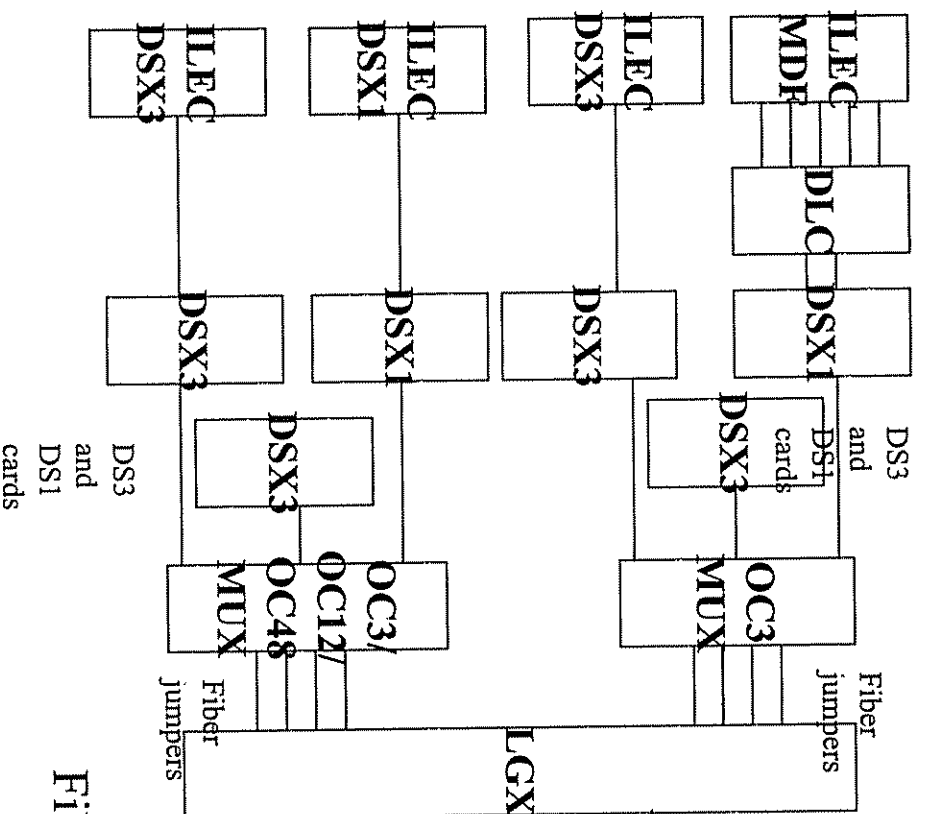 ILEC
MDF
DLC
DSX1
DS3
and
DS1
cards
DSX3
OC3
MUX
Fiber
jumpers
ILEC
DSX3
DSX3
LGX
ILEC
DSX1
DSX1
OC3/
OC12/
OC48
MUX
DSX3
Fiber
jumpers
ILEC
DSX3
DSX3
DS3
and
DS1
cards